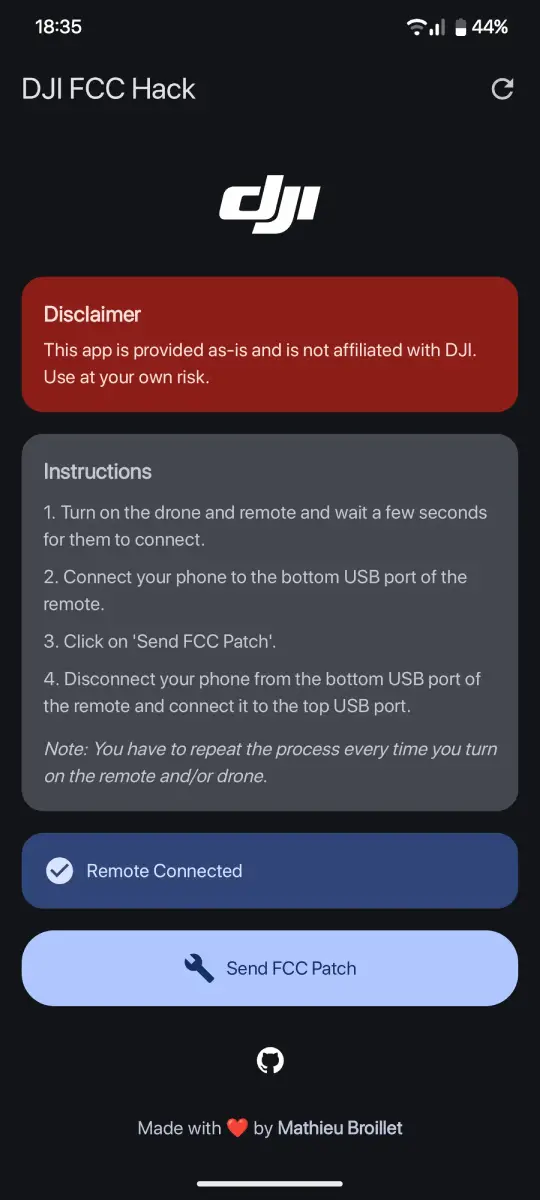 18:35
44%
DJI FCC Hack
dji
Disclaimer
This app is provided as-is and is not affiliated with DJI.
Use at your own risk.
Instructions
1. Turn on the drone and remote and wait a few seconds
for them to connect.
2. Connect your phone to the bottom USB port of the
remote.
3. Click on 'Send FCC Patch'.
4. Disconnect your phone from the bottom USB port of
the remote and connect it to the top USB port.
Note: You have to repeat the process every time you turn
on the remote and/or drone.
Remote Connected
Send FCC Patch
Made with ❤️ by Mathieu Broillet